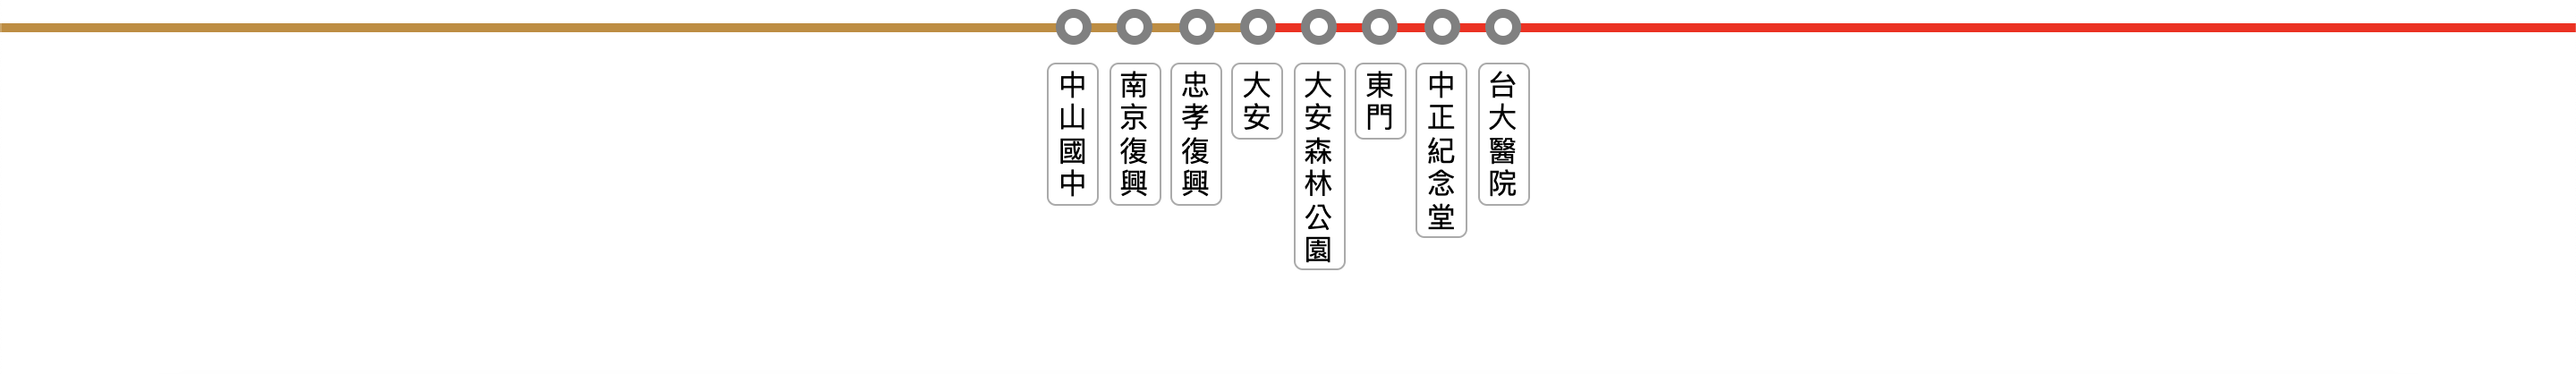 中山國中
南京復興
忠孝復興
大安
大安森林公園
東門
中正紀念堂
台大醫院